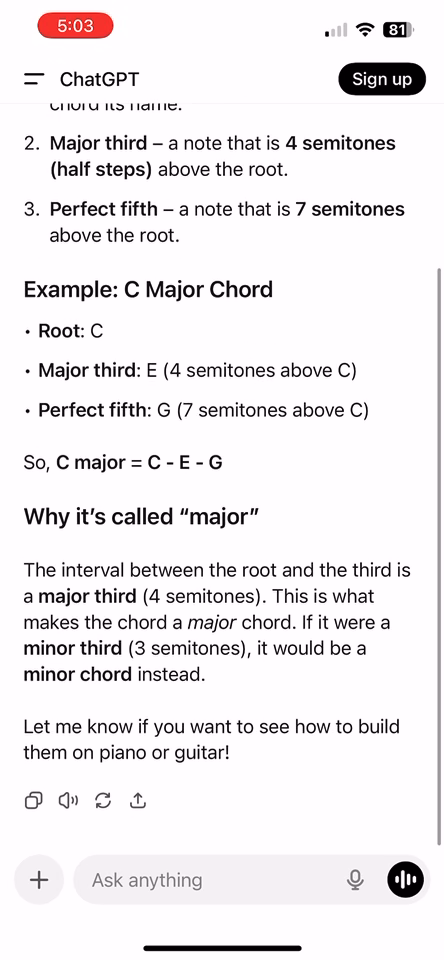 5:03
81
ChatGPT
Sign up
chord its name.
2. Major third – a note that is 4 semitones
(half steps) above the root.
3. Perfect fifth – a note that is 7 semitones
above the root.
Example: C Major Chord
• Root: C
• Major third: E (4 semitones above C)
• Perfect fifth: G (7 semitones above C)
So, C major = C - E - G
Why it’s called “major”
The interval between the root and the third is
a major third (4 semitones). This is what
makes the chord a major chord. If it were a
minor third (3 semitones), it would be a
minor chord instead.
Let me know if you want to see how to build
them on piano or guitar!
Ask anything